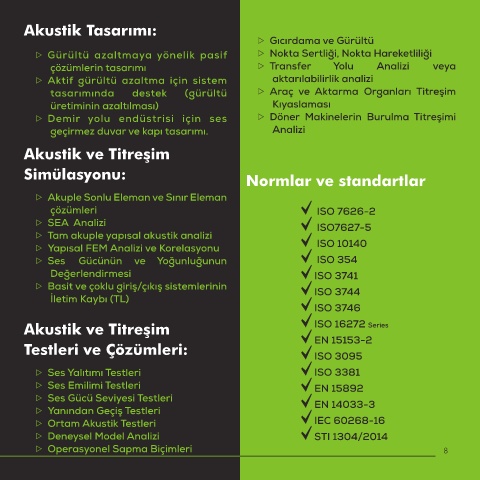 Akustik Tasarımı:
▷ Gürültü azaltmaya yönelik pasif
çözümlerin tasarımı
▷ Aktif gürültü azaltma için sistem
tasarımında destek (gürültü
üretiminin azaltılması)
▷ Demir yolu endüstrisi için ses
geçirmez duvar ve kapı tasarımı.
Akustik ve Titreşim
Simülasyonu:
▷ Akuple Sonlu Eleman ve Sınır Eleman
çözümleri
▷ SEA Analizi
▷ Tam akuple yapısal akustik analizi
▷ Yapısal FEM Analizi ve Korelasyonu
▷ Ses Gücünün ve Yoğunluğunun
Değerlendirmesi
▷ Basit ve çoklu giriş/çıkış sistemlerinin
İletim Kaybı (TL)
Akustik ve Titreşim
Testleri ve Çözümleri:
▷ Ses Yalıtımı Testleri
▷ Ses Emilimi Testleri
▷ Ses Gücü Seviyesi Testleri
▷ Yanından Geçiş Testleri
▷ Ortam Akustik Testleri
▷ Deneysel Model Analizi
▷ Operasyonel Sapma Biçimleri
▷ Gıcırdama ve Gürültü
▷ Nokta Sertliği, Nokta Hareketliliği
▷ Transfer Yolu Analizi veya
aktarılabilirlik analizi
▷ Araç ve Aktarma Organları Titreşim
Kıyaslaması
▷ Döner Makinelerin Burulma Titreşimi
Analizi
Normlar ve standartlar
✓ ISO 7626-2
✓ ISO7627-5
✓ ISO 10140
✓ ISO 354
✓ ISO 3741
✓ ISO 3744
✓ ISO 3746
✓ ISO 16272 Series
✓ EN 15153-2
✓ ISO 3095
✓ ISO 3381
✓ EN 15892
✓ EN 14033-3
✓ IEC 60268-16
✓ STI 1304/2014
8